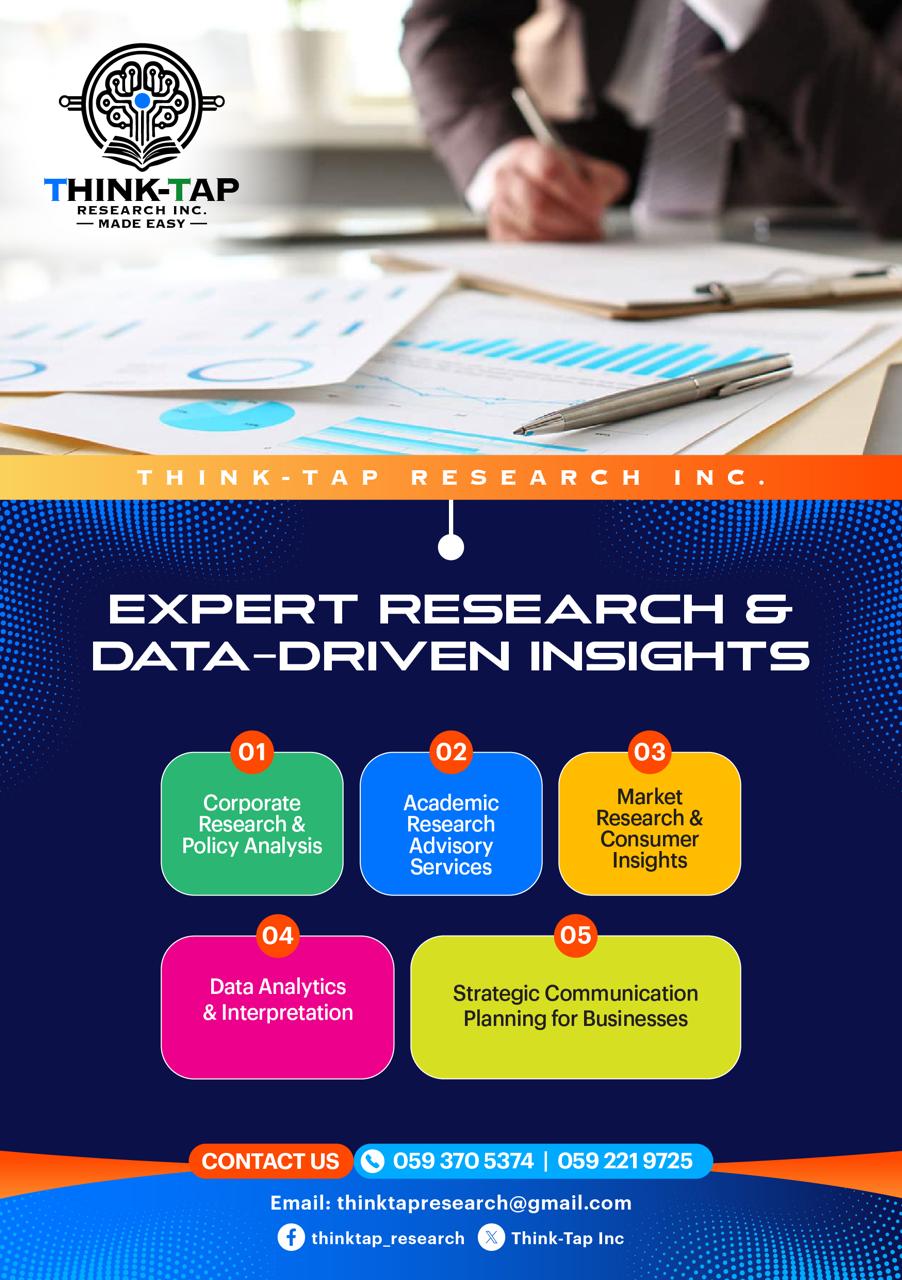 THINK-TAP
RESEARCH INC.
MADE EASY
THINK-TAP RESEARCH INC.
EXPERT RESEARCH &
DATA-DRIVEN INSIGHTS
01
Corporate
Research &
Policy Analysis
02
Academic
Research
Advisory
Services
03
Market
Research &
Consumer
Insights
04
Data Analytics
& Interpretation
05
Strategic Communication
Planning for Businesses
CONTACT US 059 370 5374 | 059 221 9725
Email: thinktapresearch@gmail.com
thinktap_research Think-Tap Inc